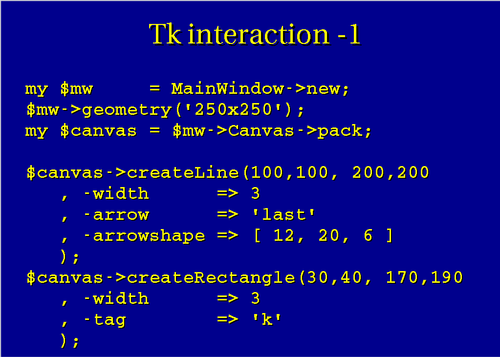 Tk interaction -1
my $mw     = MainWindow->new;
$mw->geometry('250x250');
my $canvas = $mw->Canvas->pack;
$canvas->createLine(100,100, 200,200
   , -width      => 3
   , -arrow      => 'last'
   , -arrowshape => [ 12, 20, 6 ]
   );
$canvas->createRectangle(30,40, 170,190
   , -width      => 3
   , -tag        => 'k'
   );